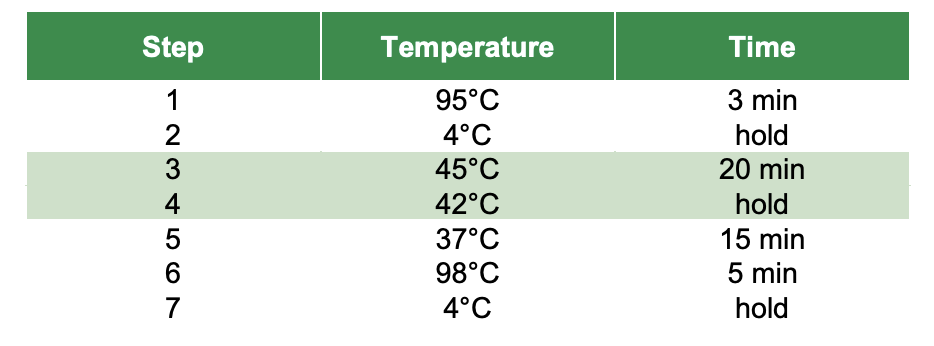 Step Temperature Time
1 95°C 3 min
2 4°C hold
3 45°C 20 min
4 42°C hold
5 37°C 15 min
6 98°C 5 min
7 4°C hold